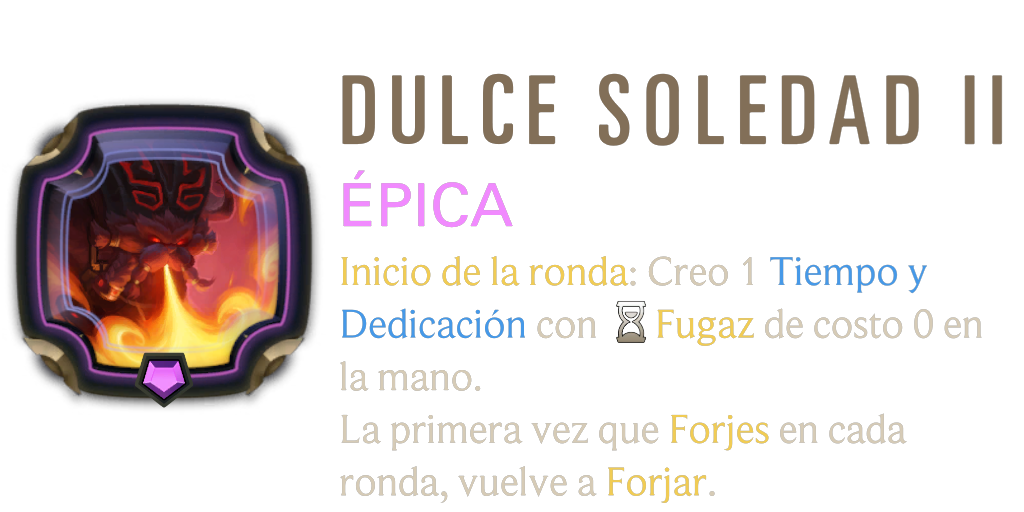 DULCE SOLEDAD II
ÉPICA
Inicio de la ronda: Creo 1 Tiempo y
Dedicación con Fugaz de costo 0 en
la mano.
La primera vez que Forjes en cada
ronda, vuelve a Forjar.